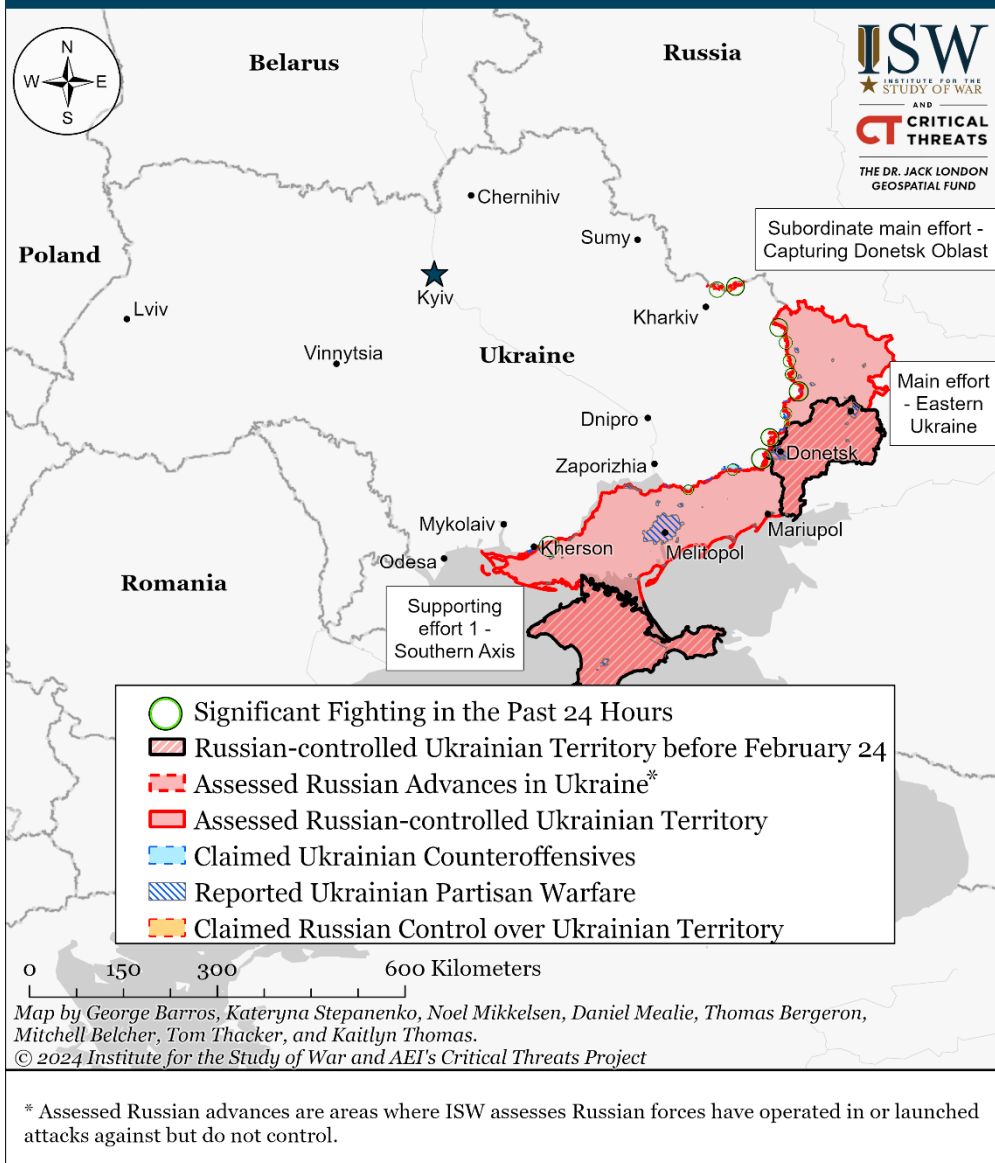 N
W
E
S
Belarus
Russia
ISW
INSTITUTE FOR THE
STUDY OF WAR
AND
CT CRITICAL
THREATS
THE DR. JACK LONDON
GEOSPATIAL FUND
Chernihiv
Sumy
Subordinate main effort -
Capturing Donetsk Oblast
Poland
Kyiv
Lviv
Kharkiv
Vinnytsia
Ukraine
Main effort
- Eastern
Ukraine
Dnipro
Donetsk
Zaporizhia
Mykolaiv
Mariupol
Kherson
Melitopol
Odesa
Romania
Supporting
effort 1 -
Southern Axis
Significant Fighting in the Past 24 Hours
Russian-controlled Ukrainian Territory before February 24
Assessed Russian Advances in Ukraine*
Assessed Russian-controlled Ukrainian Territory
Claimed Ukrainian Counteroffensives
Reported Ukrainian Partisan Warfare
Claimed Russian Control over Ukrainian Territory
0 150 300 600 Kilometers
Map by George Barros, Kateryna Stepanenko, Noel Mikkelsen, Daniel Mealie, Thomas Bergeron,
Mitchell Belcher, Tom Thacker, and Kaitlyn Thomas.
© 2024 Institute for the Study of War and AEI's Critical Threats Project
* Assessed Russian advances are areas where ISW assesses Russian forces have operated in or launched
attacks against but do not control.